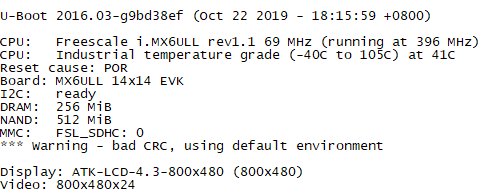 U-Boot 2016.03-g9bd38ef (Oct 22 2019 - 18:15:59 +0800)
CPU: Freescale i.MX6ULL rev1.1 69 MHz (running at 396 MHz)
CPU: Industrial temperature grade (-40C to 105C) at 41C
Reset cause: POR
Board: MX6ULL 14x14 EVK
I2C: ready
DRAM: 256 MiB
NAND: 512 MiB
MMC: FSL_SDHC: 0
*** Warning - bad CRC, using default environment
Display: ATK-LCD-4.3-800x480 (800x480)
Video: 800x480x24